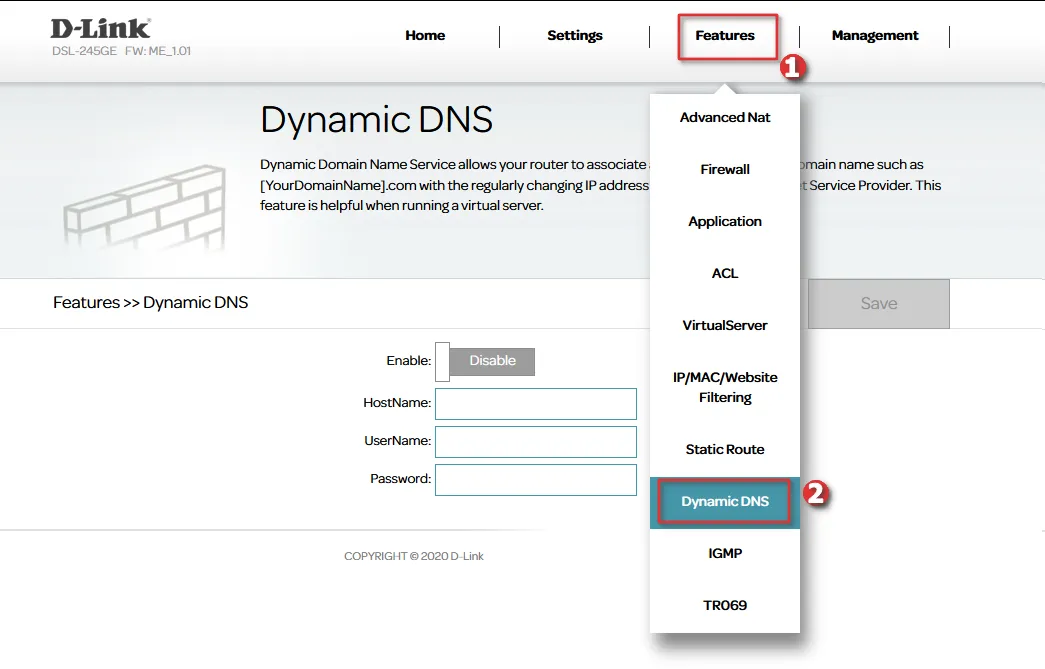 D-Link
DSL-245GE FW: ME_1.01
Home
Settings
Features
Management
1
Dynamic DNS
Dynamic Domain Name Service allows your router to associate
omain name such as
[YourDomainName].com with the regularly changing IP address
t Service Provider. This
feature is helpful when running a virtual server.
Advanced Nat
Firewall
Application
ACL
VirtualServer
IP/MAC/Website
Filtering
Static Route
Dynamic DNS
2
IGMP
TR069
Features >> Dynamic DNS
Save
Enable: Disable
HostName:
UserName:
Password:
COPYRIGHT © 2020 D-Link